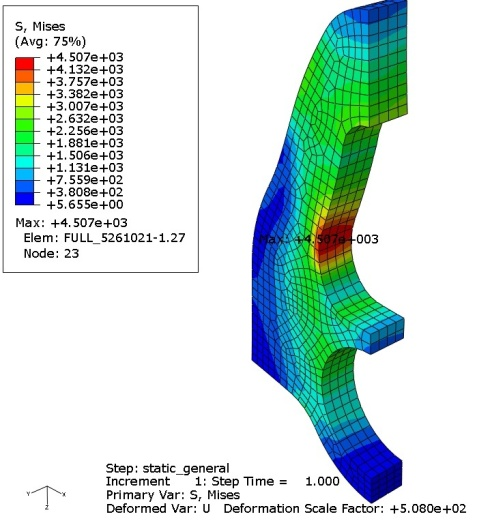 S, Mises
(Avg: 75%)
+4.507e+03
+4.132e+03
+3.757e+03
+3.382e+03
+3.007e+03
+2.632e+03
+2.256e+03
+1.881e+03
+1.506e+03
+1.131e+03
+7.559e+02
+3.808e+02
+5.655e+00
Max: +4.507e+03
Elem: FULL_5261021-1.27
Node: 23
Max: +4.507e+003
Step: static_general
Increment 1: Step Time = 1.000
Primary Var: S, Mises
Deformed Var: U Deformation Scale Factor: +5.080e+02
Y X
Z